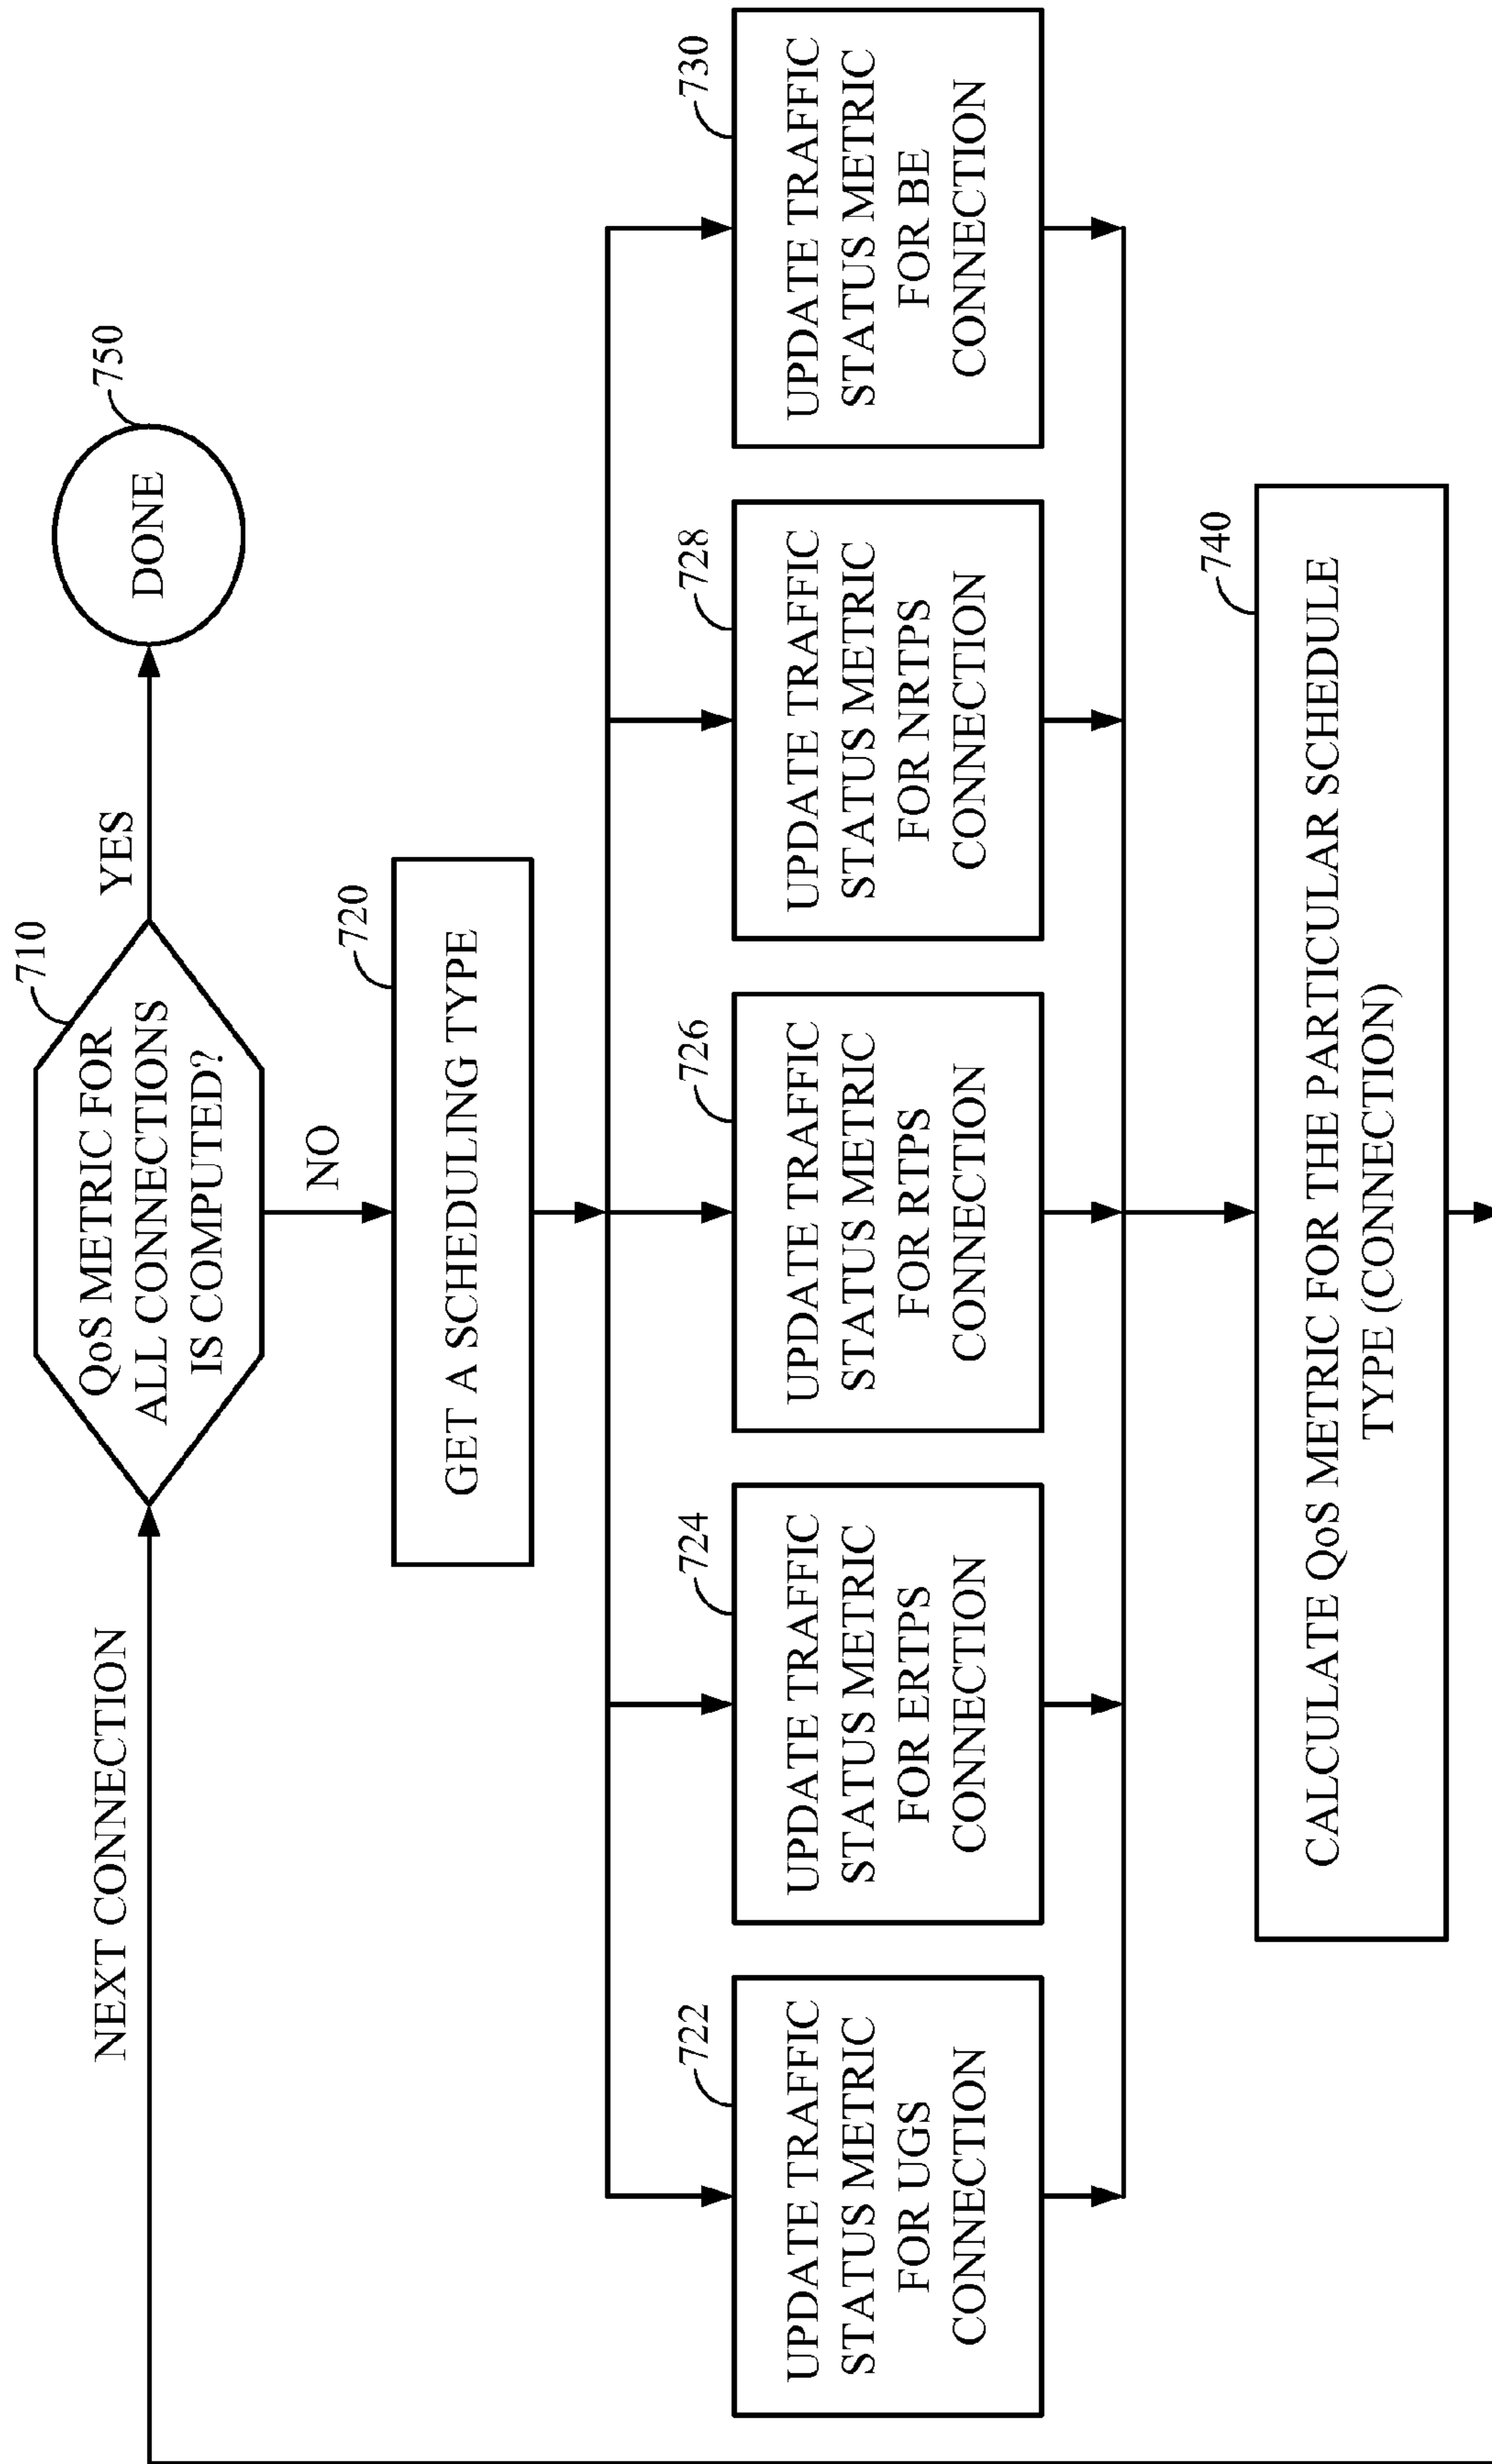 NEXT CONNECTION
710
QoS METRIC FOR
ALL CONNECTIONS
IS COMPUTED?
YES
750
DONE
NO
720
GET A SCHEDULING TYPE
722
UPDATE TRAFFIC
STATUS METRIC
FOR UGS
CONNECTION
724
UPDATE TRAFFIC
STATUS METRIC
FOR ERTPS
CONNECTION
726
UPDATE TRAFFIC
STATUS METRIC
FOR RTPS
CONNECTION
728
UPDATE TRAFFIC
STATUS METRIC
FOR NRTPS
CONNECTION
730
UPDATE TRAFFIC
STATUS METRIC
FOR BE
CONNECTION
740
CALCULATE QoS METRIC FOR THE PARTICULAR SCHEDULE
TYPE (CONNECTION)